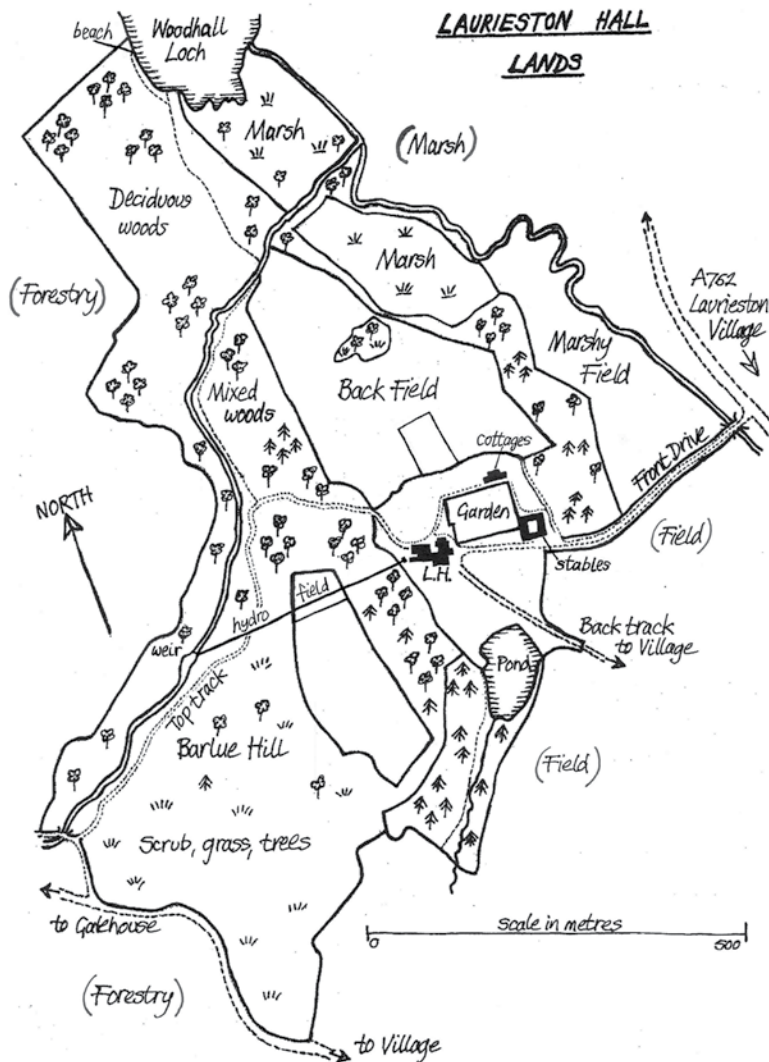 LAURIESTON HALL
LANDS
beach
Woodhall
Loch
Marsh
(Marsh)
Deciduous
woods
(Forestry)
Marsh
A762
Laurieston
Village
Marshy
Field
Mixed
woods
Back Field
cottages
Front Drive
NORTH
Garden
(Field)
L.H.
stables
field
hydro
weir
Back track
to Village
Pond
Top track
Barlue Hill
(Field)
Scrub, grass, trees
to Gatehouse
scale in metres
0
500
(Forestry)
to Village